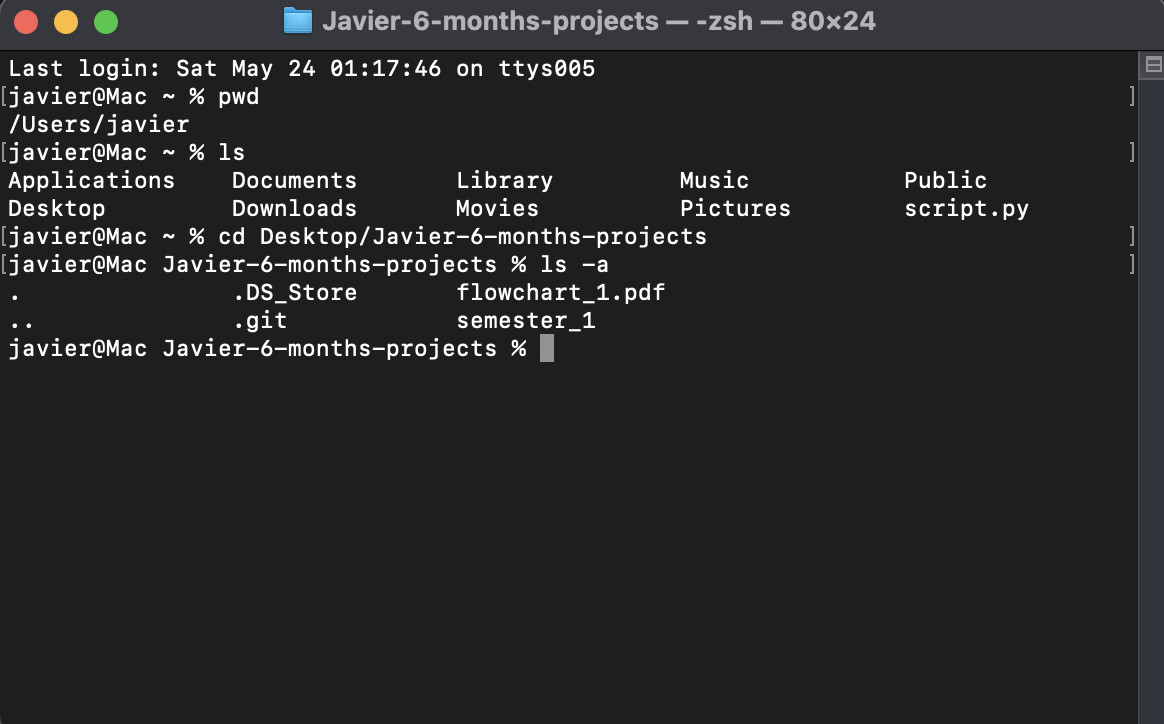 Javier-6-months-projects — -zsh — 80×24
Last login: Sat May 24 01:17:46 on ttys005
[javier@Mac ~ % pwd ]
/Users/javier
[javier@Mac ~ % ls ]
Applications Documents Library Music Public
Desktop Downloads Movies Pictures script.py
[javier@Mac ~ % cd Desktop/Javier-6-months-projects ]
[javier@Mac Javier-6-months-projects % ls -a ]
. .DS_Store flowchart_1.pdf
.. .git semester_1
javier@Mac Javier-6-months-projects %